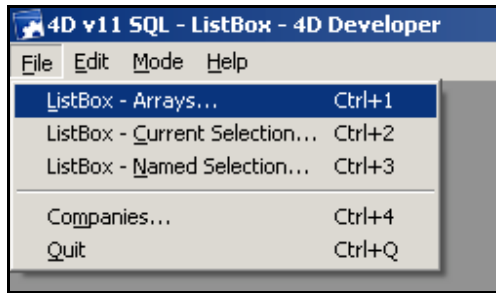 4D v11 SQL - ListBox - 4D Developer
File Edit Mode Help
ListBox - Arrays... Ctrl+1
ListBox - Current Selection... Ctrl+2
ListBox - Named Selection... Ctrl+3
Companies... Ctrl+4
Quit Ctrl+Q